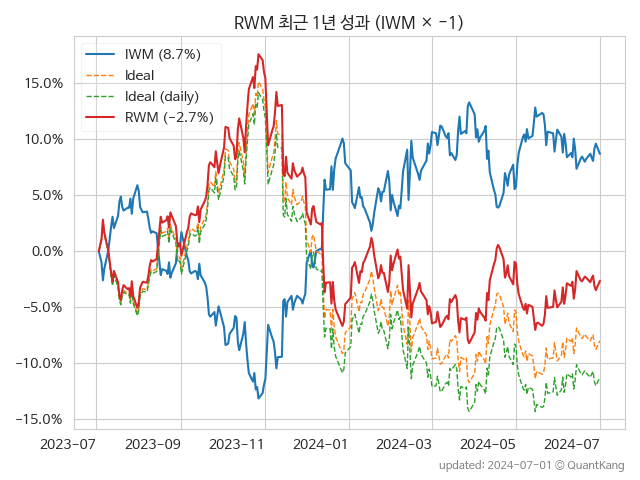 RWM 최근 1년 성과 (IWM × −1)
IWM (8.7%)
Ideal
Ideal (daily)
RWM (−2.7%)
15.0%
10.0%
5.0%
0.0%
−5.0%
−10.0%
−15.0%
2023-07 2023-09 2023-11 2024-01 2024-03 2024-05 2024-07
updated: 2024-07-01 © QuantKang